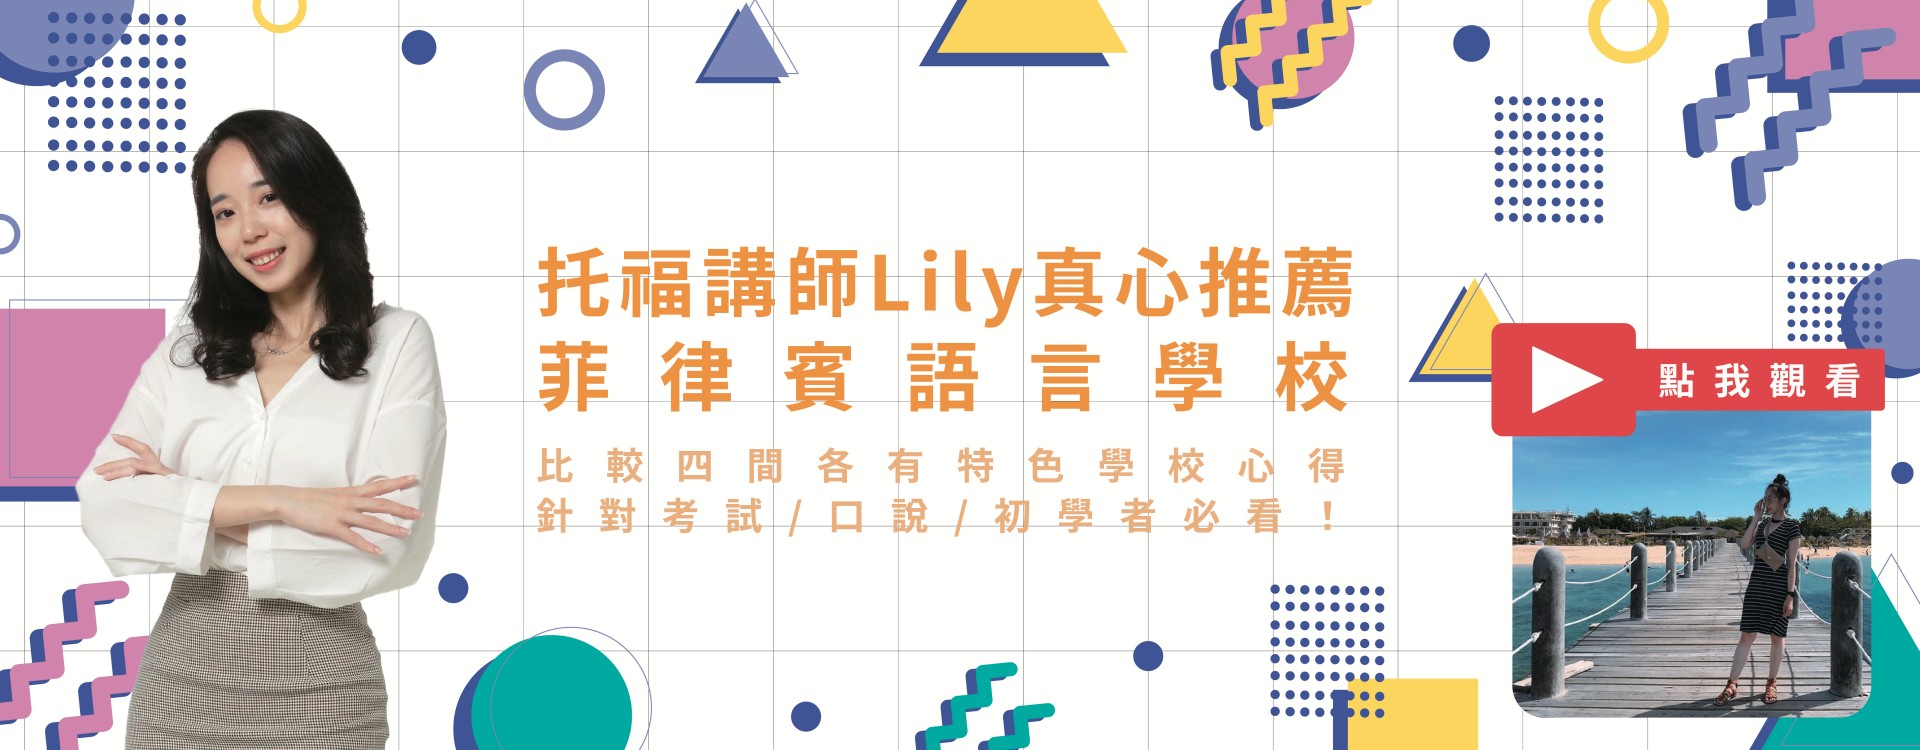 托福講師Lily真心推薦
菲律賓語言學校
比較四間各有特色學校心得
針對考試/口說/初學者必看！
點我觀看